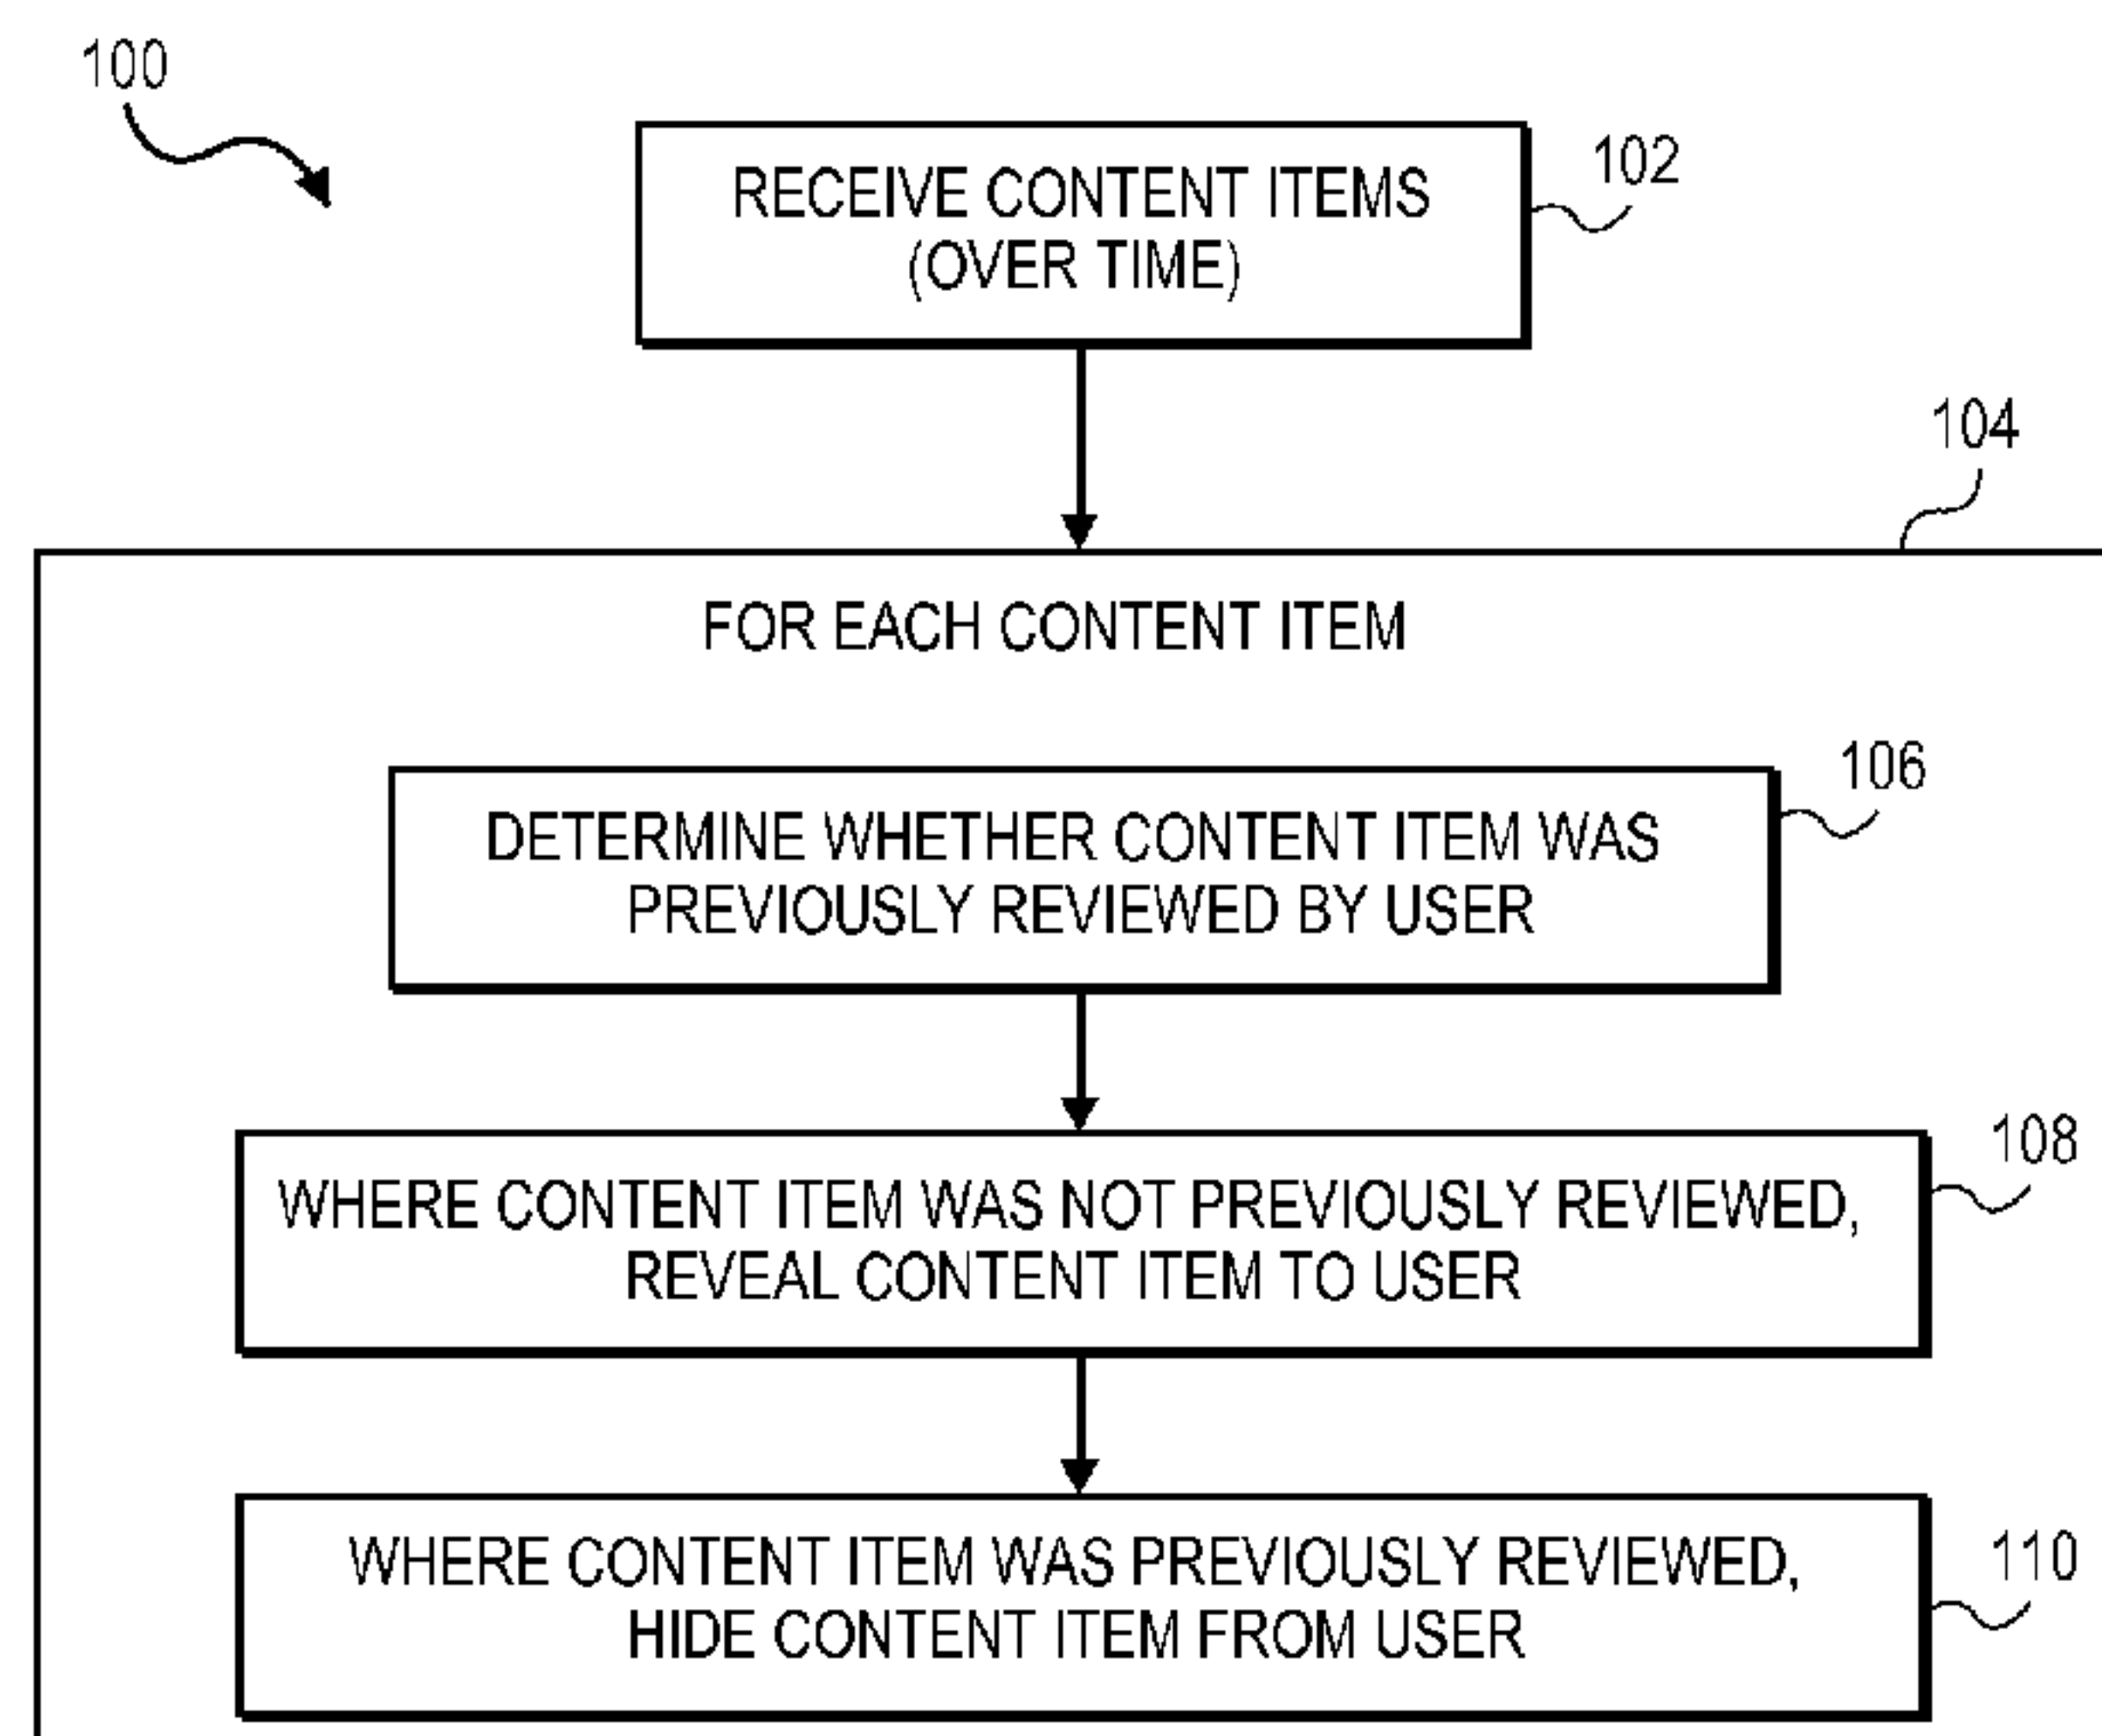 100
RECEIVE CONTENT ITEMS
(OVER TIME)
102
104
FOR EACH CONTENT ITEM
106
DETERMINE WHETHER CONTENT ITEM WAS
PREVIOUSLY REVIEWED BY USER
108
WHERE CONTENT ITEM WAS NOT PREVIOUSLY REVIEWED,
REVEAL CONTENT ITEM TO USER
110
WHERE CONTENT ITEM WAS PREVIOUSLY REVIEWED,
HIDE CONTENT ITEM FROM USER